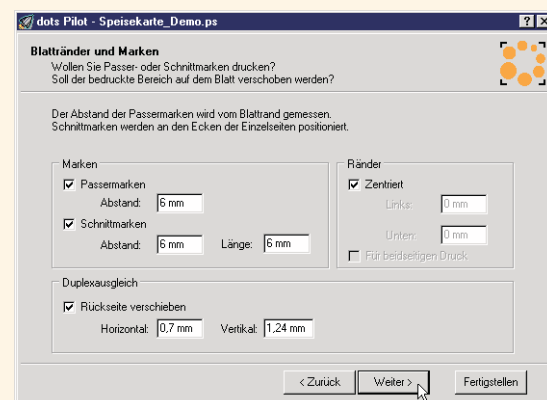 dots Pilot - Speisekarte_Demo.ps
Blattränder und Marken
Wollen Sie Passer- oder Schnittmarken drucken?
Soll der bedruckte Bereich auf dem Blatt verschoben werden?
Der Abstand der Passermarken wird vom Blattrand gemessen.
Schnittmarken werden an den Ecken der Einzelseiten positioniert.
Marken
Passermarken
Abstand: 6 mm
Schnittmarken
Abstand: 6 mm Länge: 6 mm
Ränder
Zentriert
Links: 0 mm
Unten: 0 mm
Für beidseitigen Druck
Duplexausgleich
Rückseite verschieben
Horizontal: 0,7 mm Vertikal: 1,24 mm
< Zurück Weiter > Fertigstellen